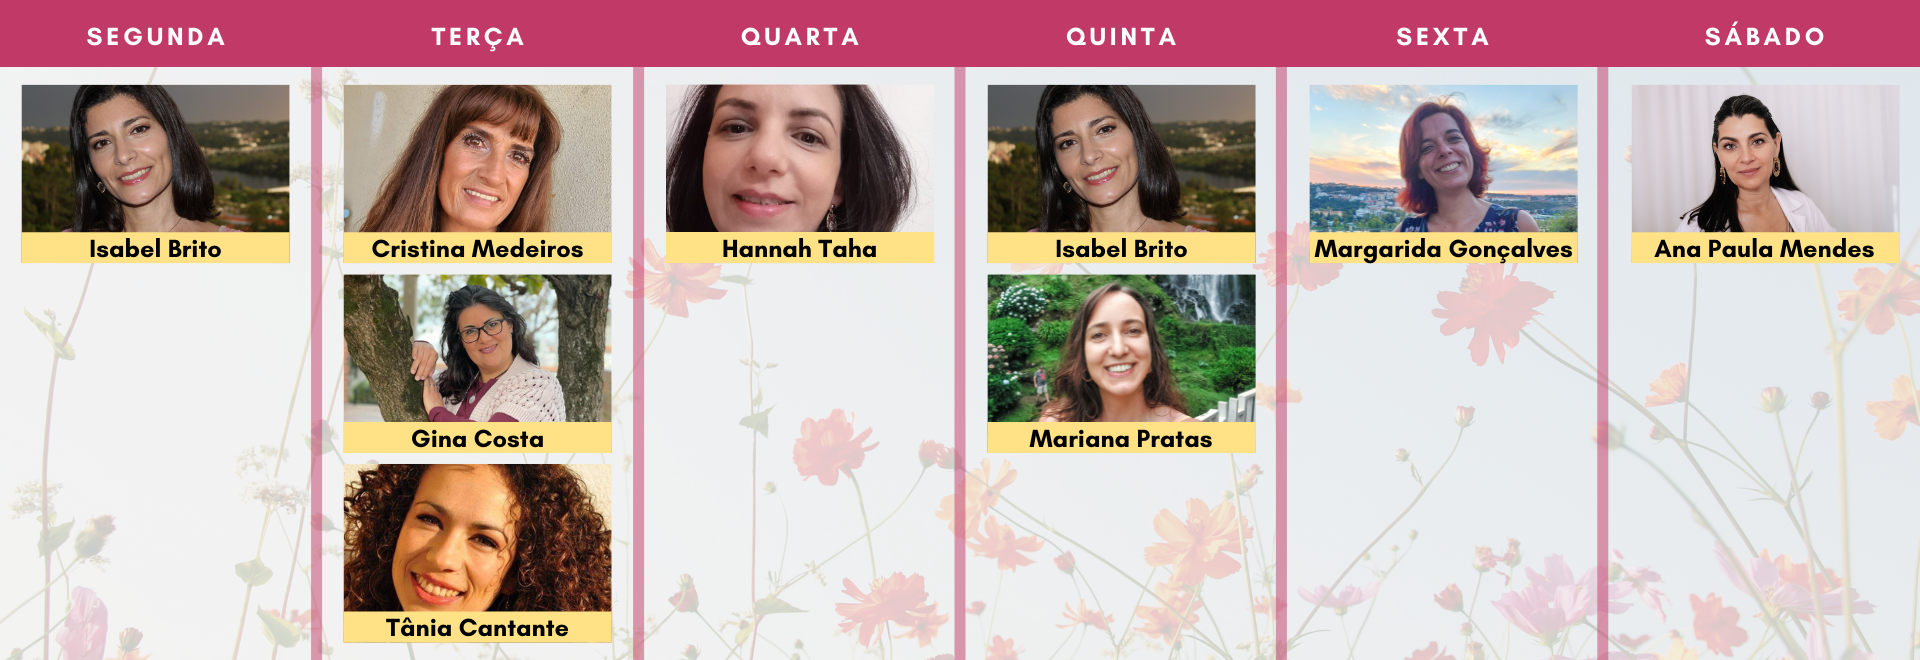 SEGUNDA
TERÇA
QUARTA
QUINTA
SEXTA
SÁBADO
Isabel Brito
Cristina Medeiros
Hannah Taha
Isabel Brito
Margarida Gonçalves
Ana Paula Mendes
Gina Costa
Mariana Pratas
Tânia Cantante